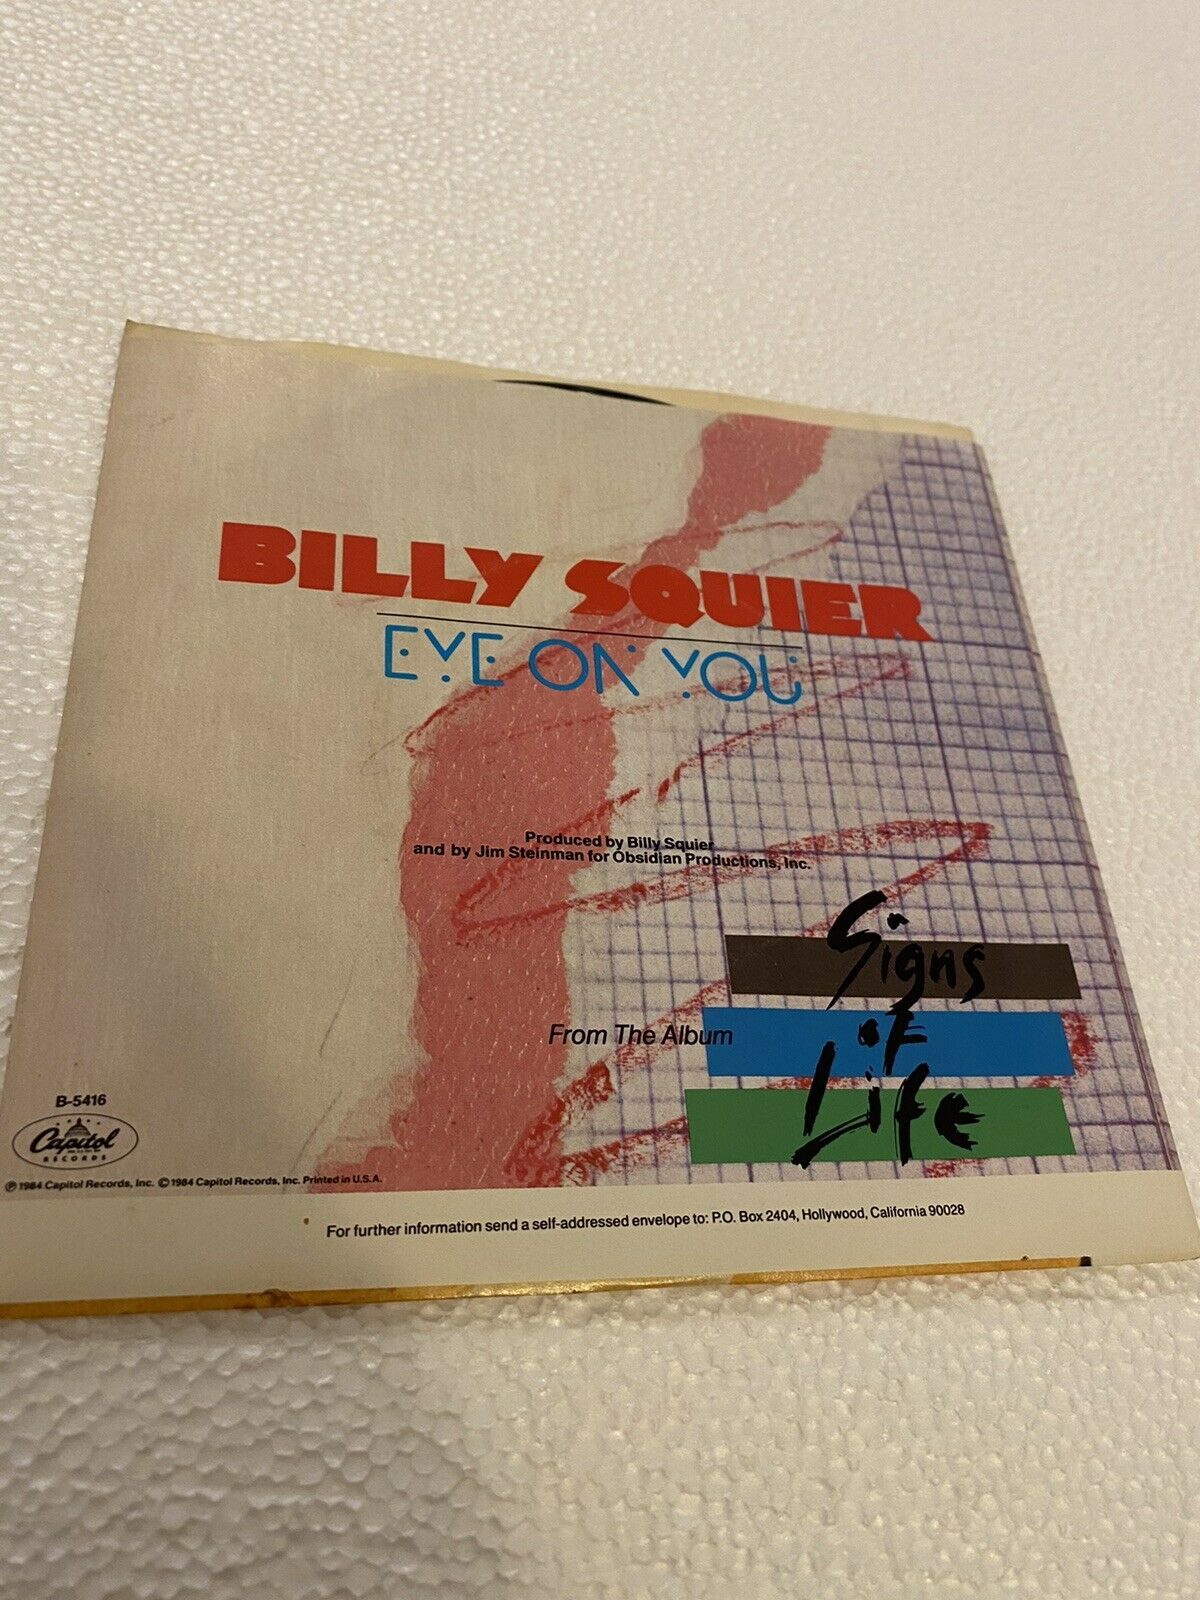 BILLY SQUIER
EYE ON YOU
Produced by Billy Squier
and by Jim Steinman for Obsidian Productions, Inc.
Signs
From The Album of
Life
B-5416
Capitol
RECORDS
℗ 1984 Capitol Records, Inc. © 1984 Capitol Records, Inc. Printed in U.S.A.
For further information send a self-addressed envelope to: P.O. Box 2404, Hollywood, California 90028